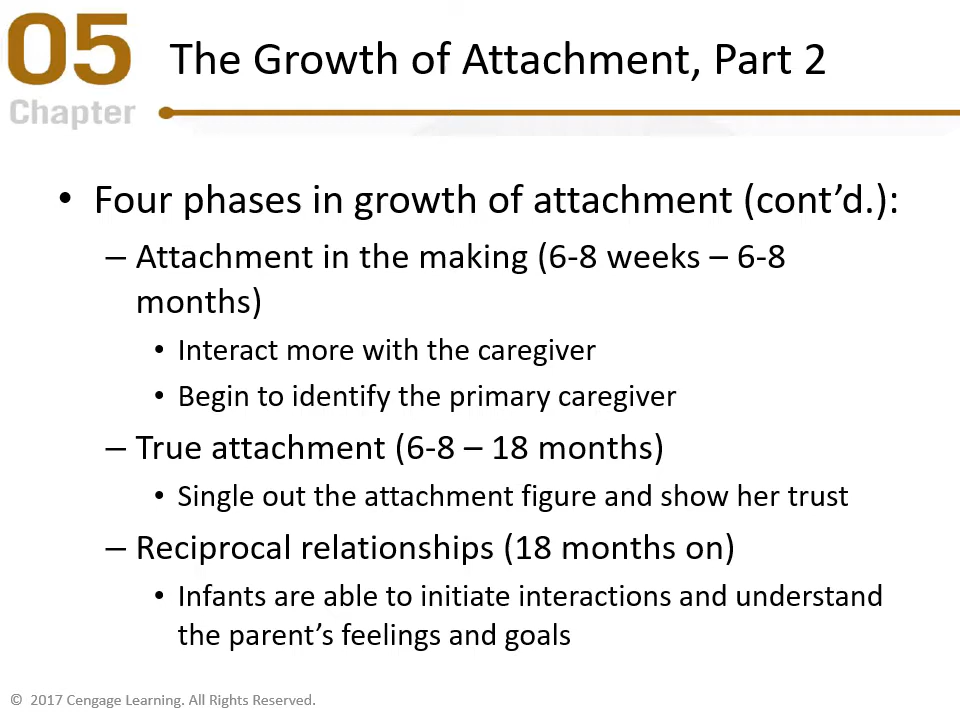 05
Chapter
The Growth of Attachment, Part 2
• Four phases in growth of attachment (cont’d.):
– Attachment in the making (6-8 weeks – 6-8
months)
• Interact more with the caregiver
• Begin to identify the primary caregiver
– True attachment (6-8 – 18 months)
• Single out the attachment figure and show her trust
– Reciprocal relationships (18 months on)
• Infants are able to initiate interactions and understand
the parent’s feelings and goals
© 2017 Cengage Learning. All Rights Reserved.